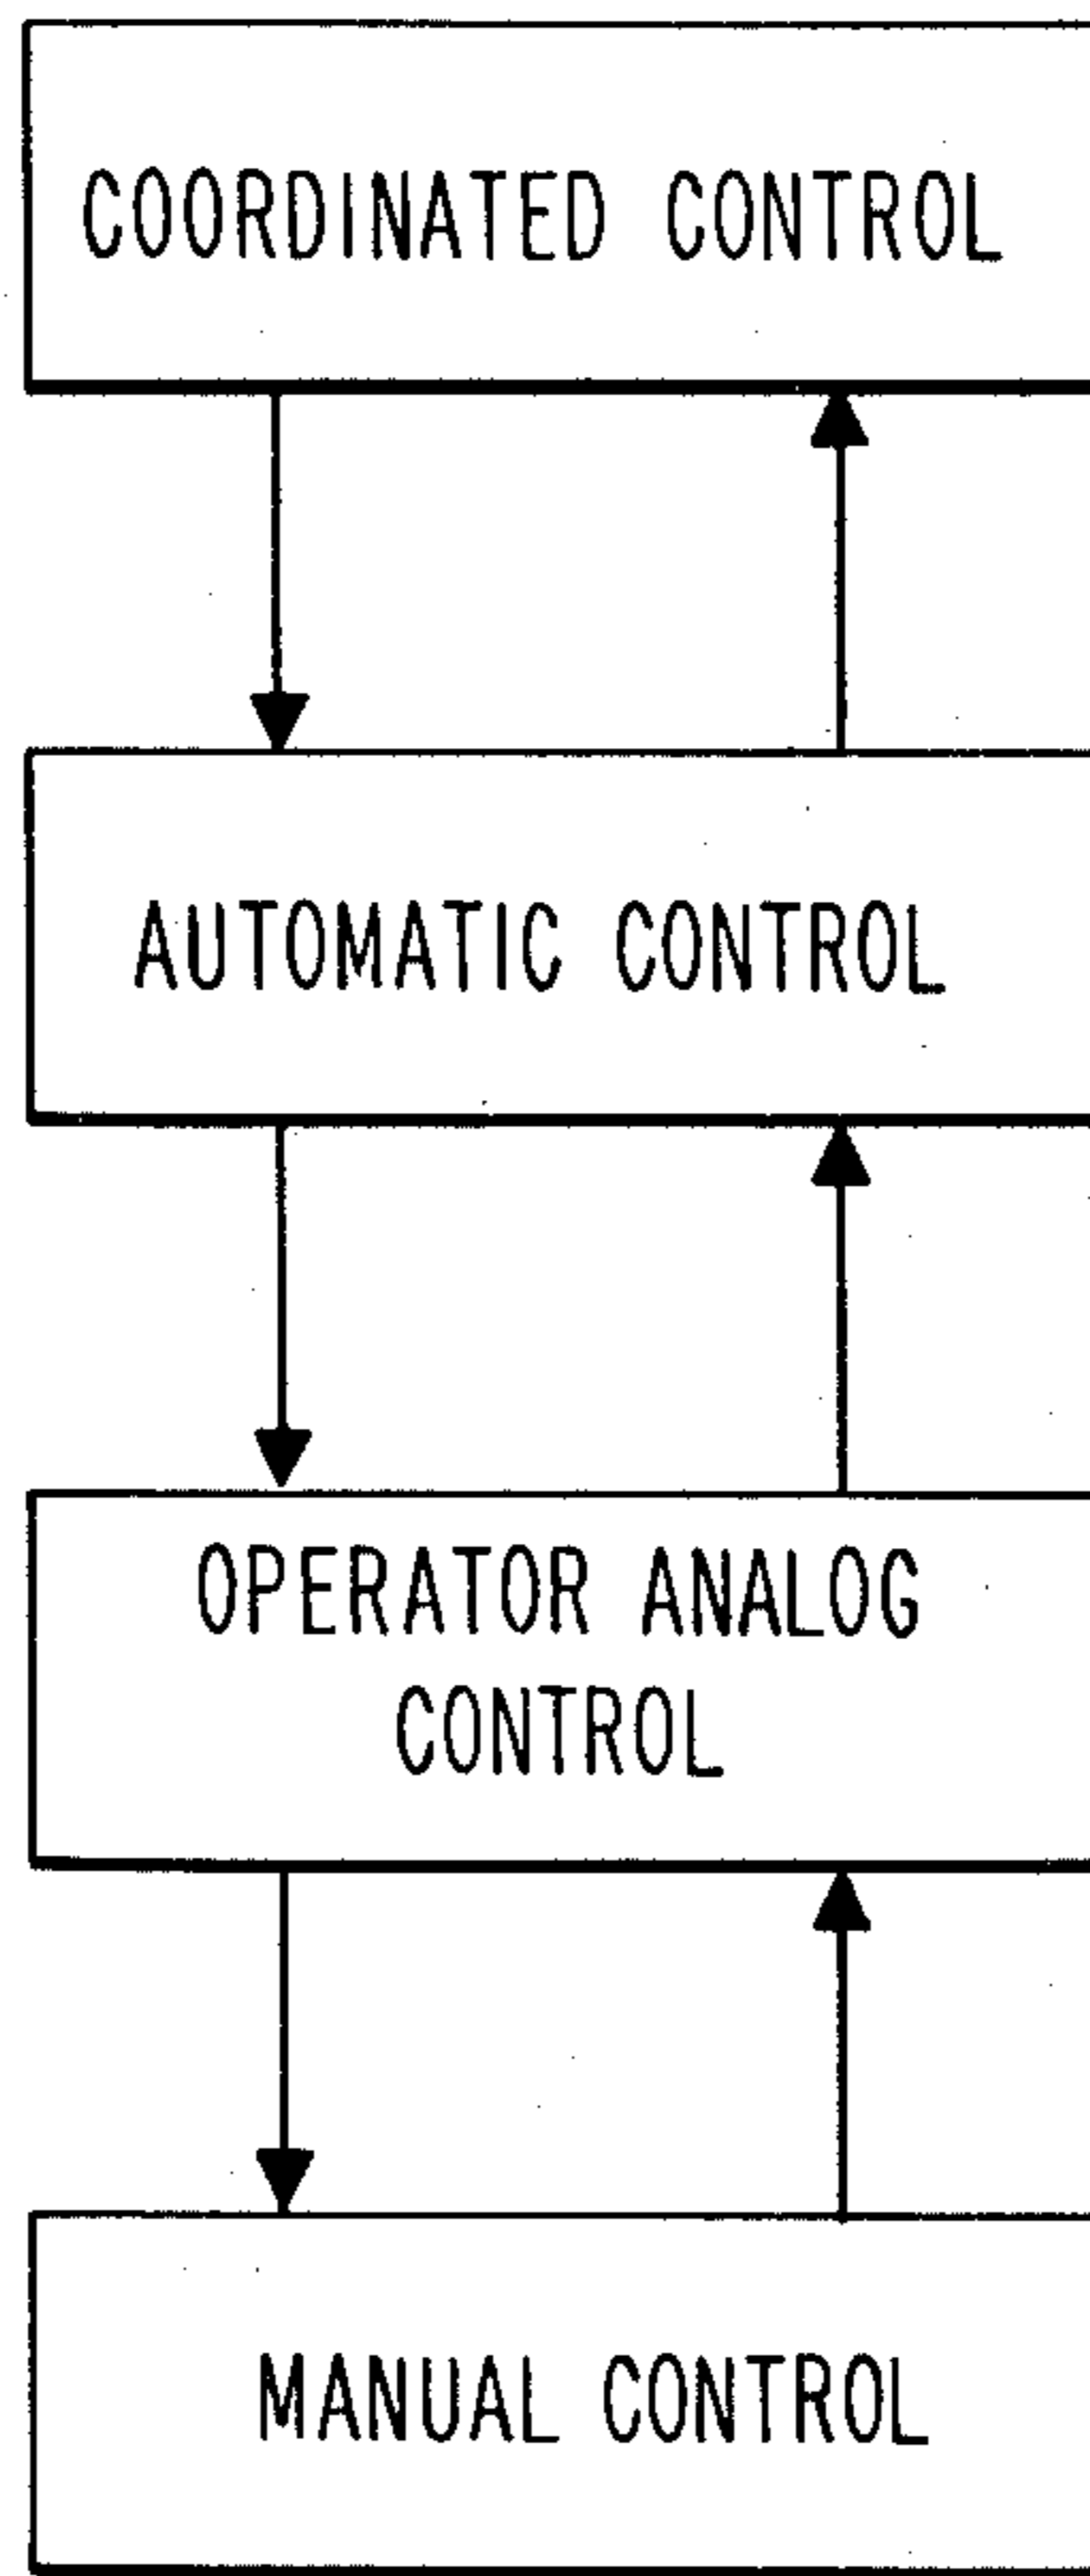 COORDINATED CONTROL
AUTOMATIC CONTROL
OPERATOR ANALOG
CONTROL
MANUAL CONTROL